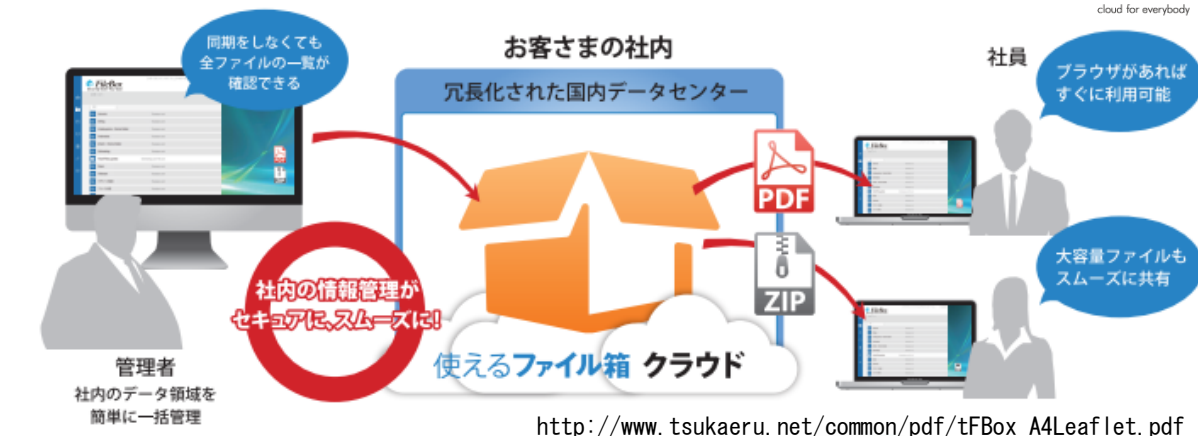 cloud for everybody
同期をしなくても
全ファイルの一覧が
確認できる
お客さまの社内
冗長化された国内データセンター
社員
ブラウザがあれば
すぐに利用可能
PDF
ZIP
大容量ファイルも
スムーズに共有
社内の情報管理が
セキュアに、スムーズに!
使えるファイル箱 クラウド
管理者
社内のデータ領域を
簡単に一括管理
FileBox
PDF
http://www.tsukaeru.net/common/pdf/tFBox_A4Leaflet.pdf